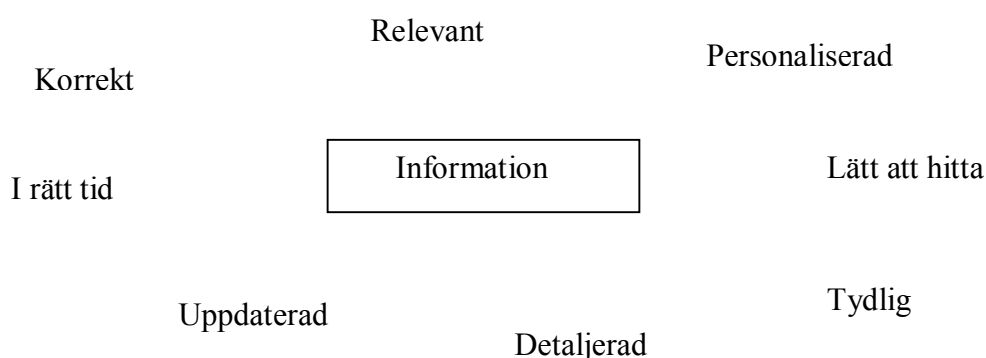 Relevant
Personaliserad
Korrekt
Information
Lätt att hitta
I rätt tid
Tydlig
Uppdaterad
Detaljerad